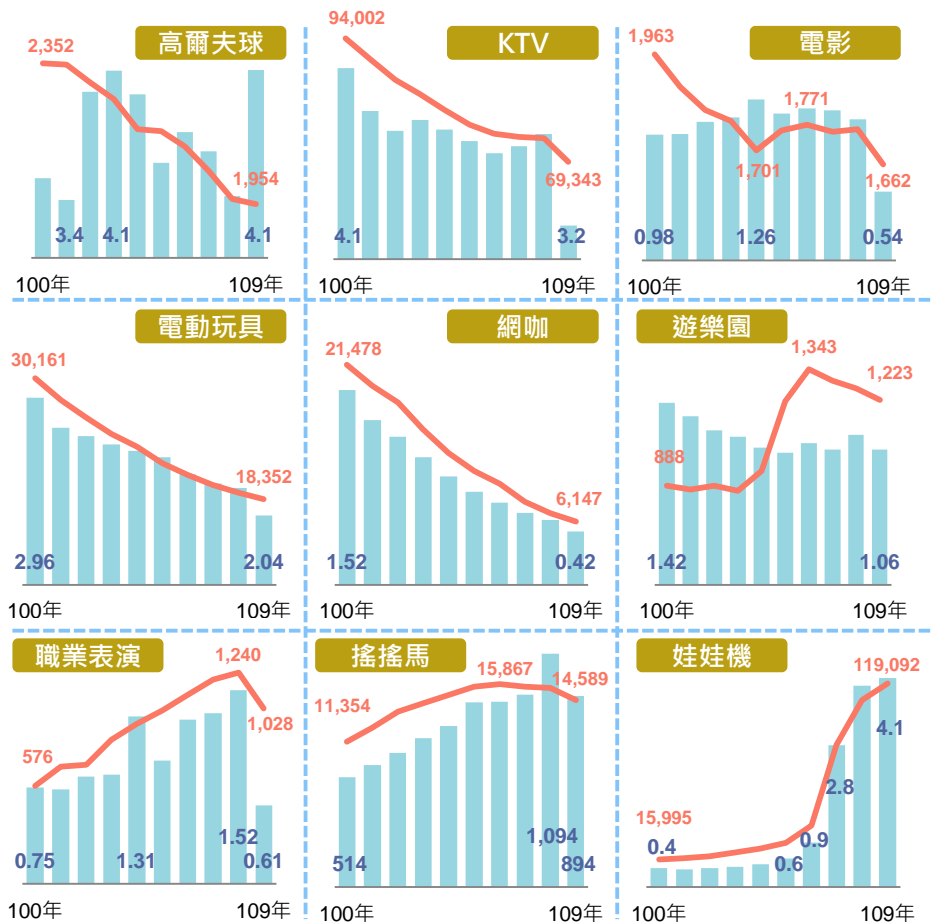 高爾夫球
2,352
1,954
3.4
4.1
4.1
100年
109年
KTV
94,002
69,343
4.1
3.2
100年
109年
電影
1,963
1,771
1,701
1,662
0.98
1.26
0.54
100年
109年
電動玩具
30,161
18,352
2.96
2.04
100年
109年
網咖
21,478
6,147
1.52
0.42
100年
109年
遊樂園
1,343
1,223
888
1.42
1.06
100年
109年
職業表演
1,240
1,028
576
1.52
0.75
1.31
0.61
100年
109年
搖搖馬
15,867
14,589
11,354
1,094
514
894
100年
109年
娃娃機
119,092
4.1
2.8
15,995
0.9
0.4
0.6
100年
109年